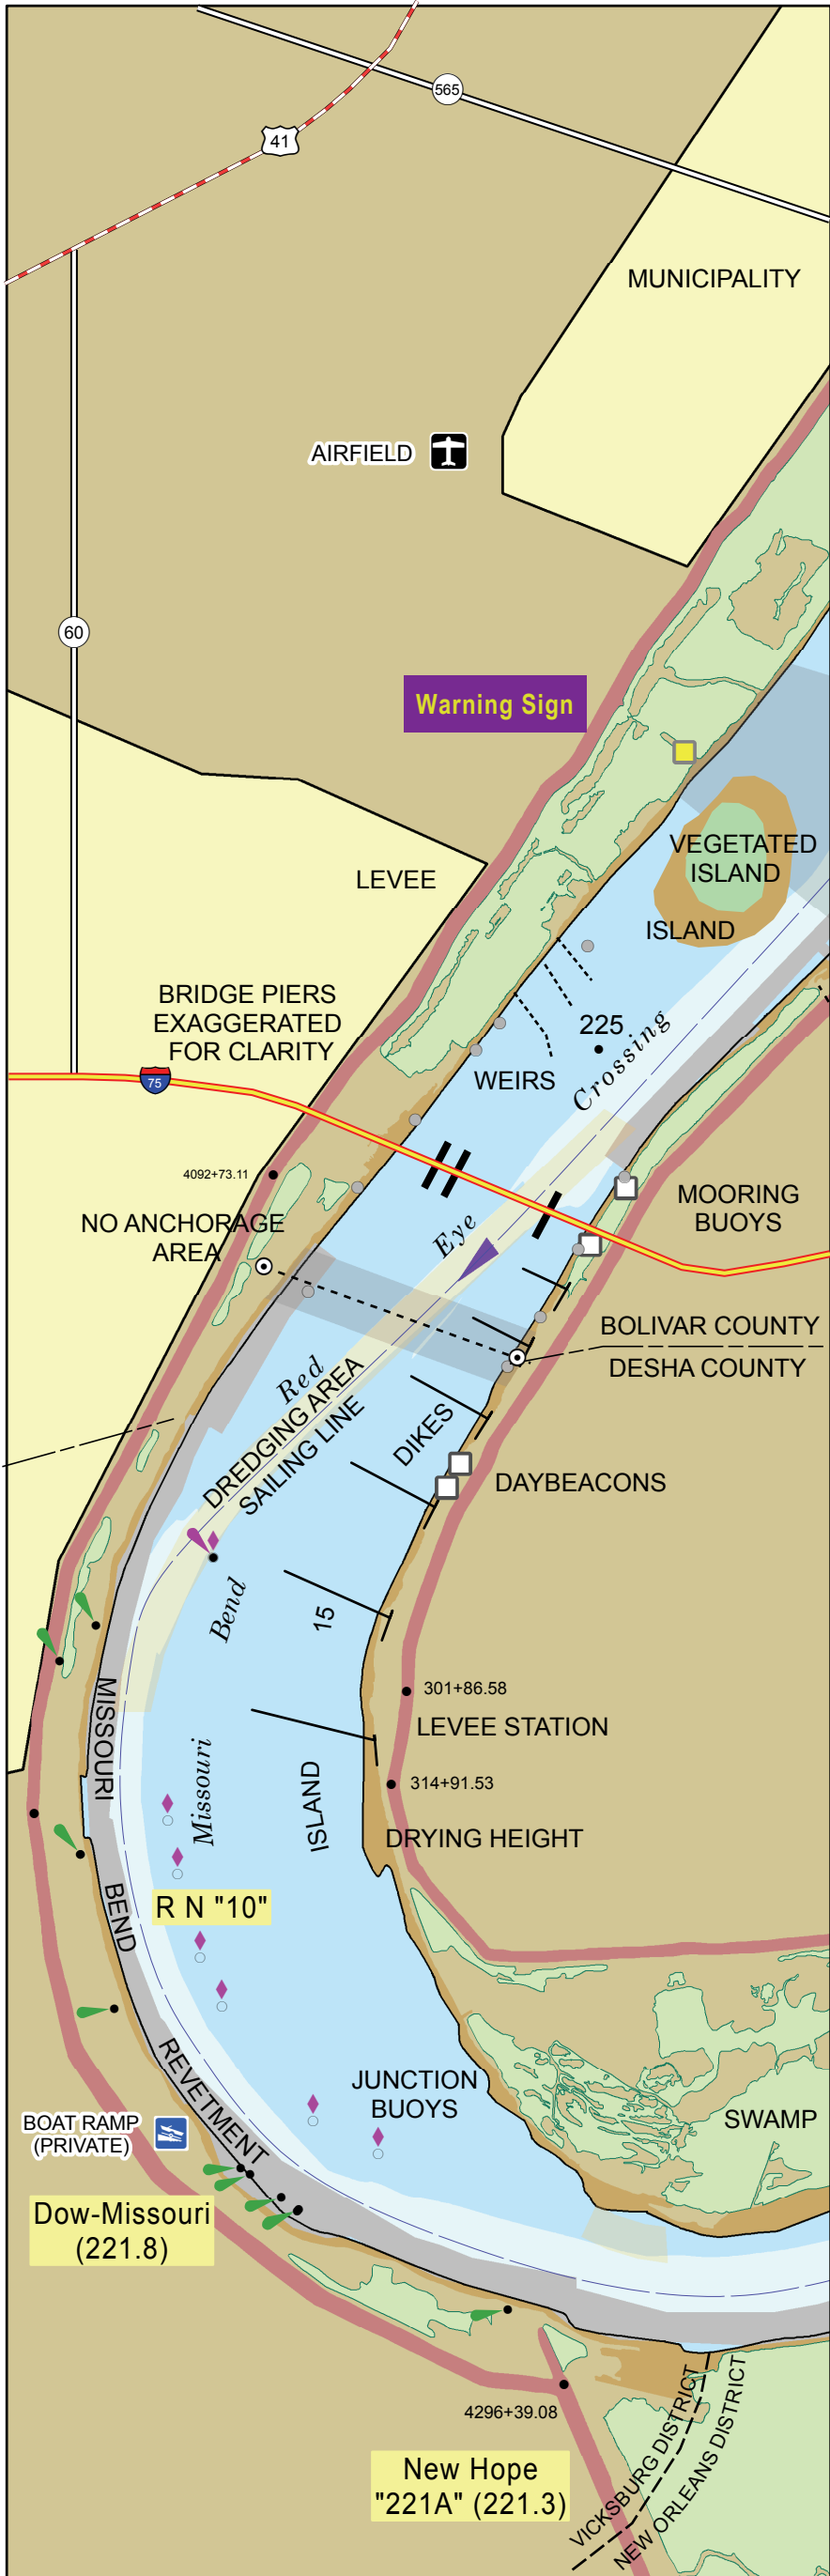 565
41
MUNICIPALITY
AIRFIELD
60
Warning Sign
VEGETATED
ISLAND
LEVEE
ISLAND
BRIDGE PIERS
EXAGGERATED
FOR CLARITY
225
Crossing
WEIRS
75
4092+73.11
MOORING
BUOYS
NO ANCHORAGE
AREA
Eye
BOLIVAR COUNTY
DESHA COUNTY
Red
DREDGING AREA
SAILING LINE
DIKES
DAYBEACONS
Bend
15
301+86.58
MISSOURI
LEVEE STATION
Missouri
ISLAND
314+91.53
DRYING HEIGHT
BEND
R N "10"
REVETMENT
JUNCTION
BUOYS
SWAMP
BOAT RAMP
(PRIVATE)
Dow-Missouri
(221.8)
4296+39.08
VICKSBURG DISTRICT
NEW ORLEANS DISTRICT
New Hope
"221A" (221.3)